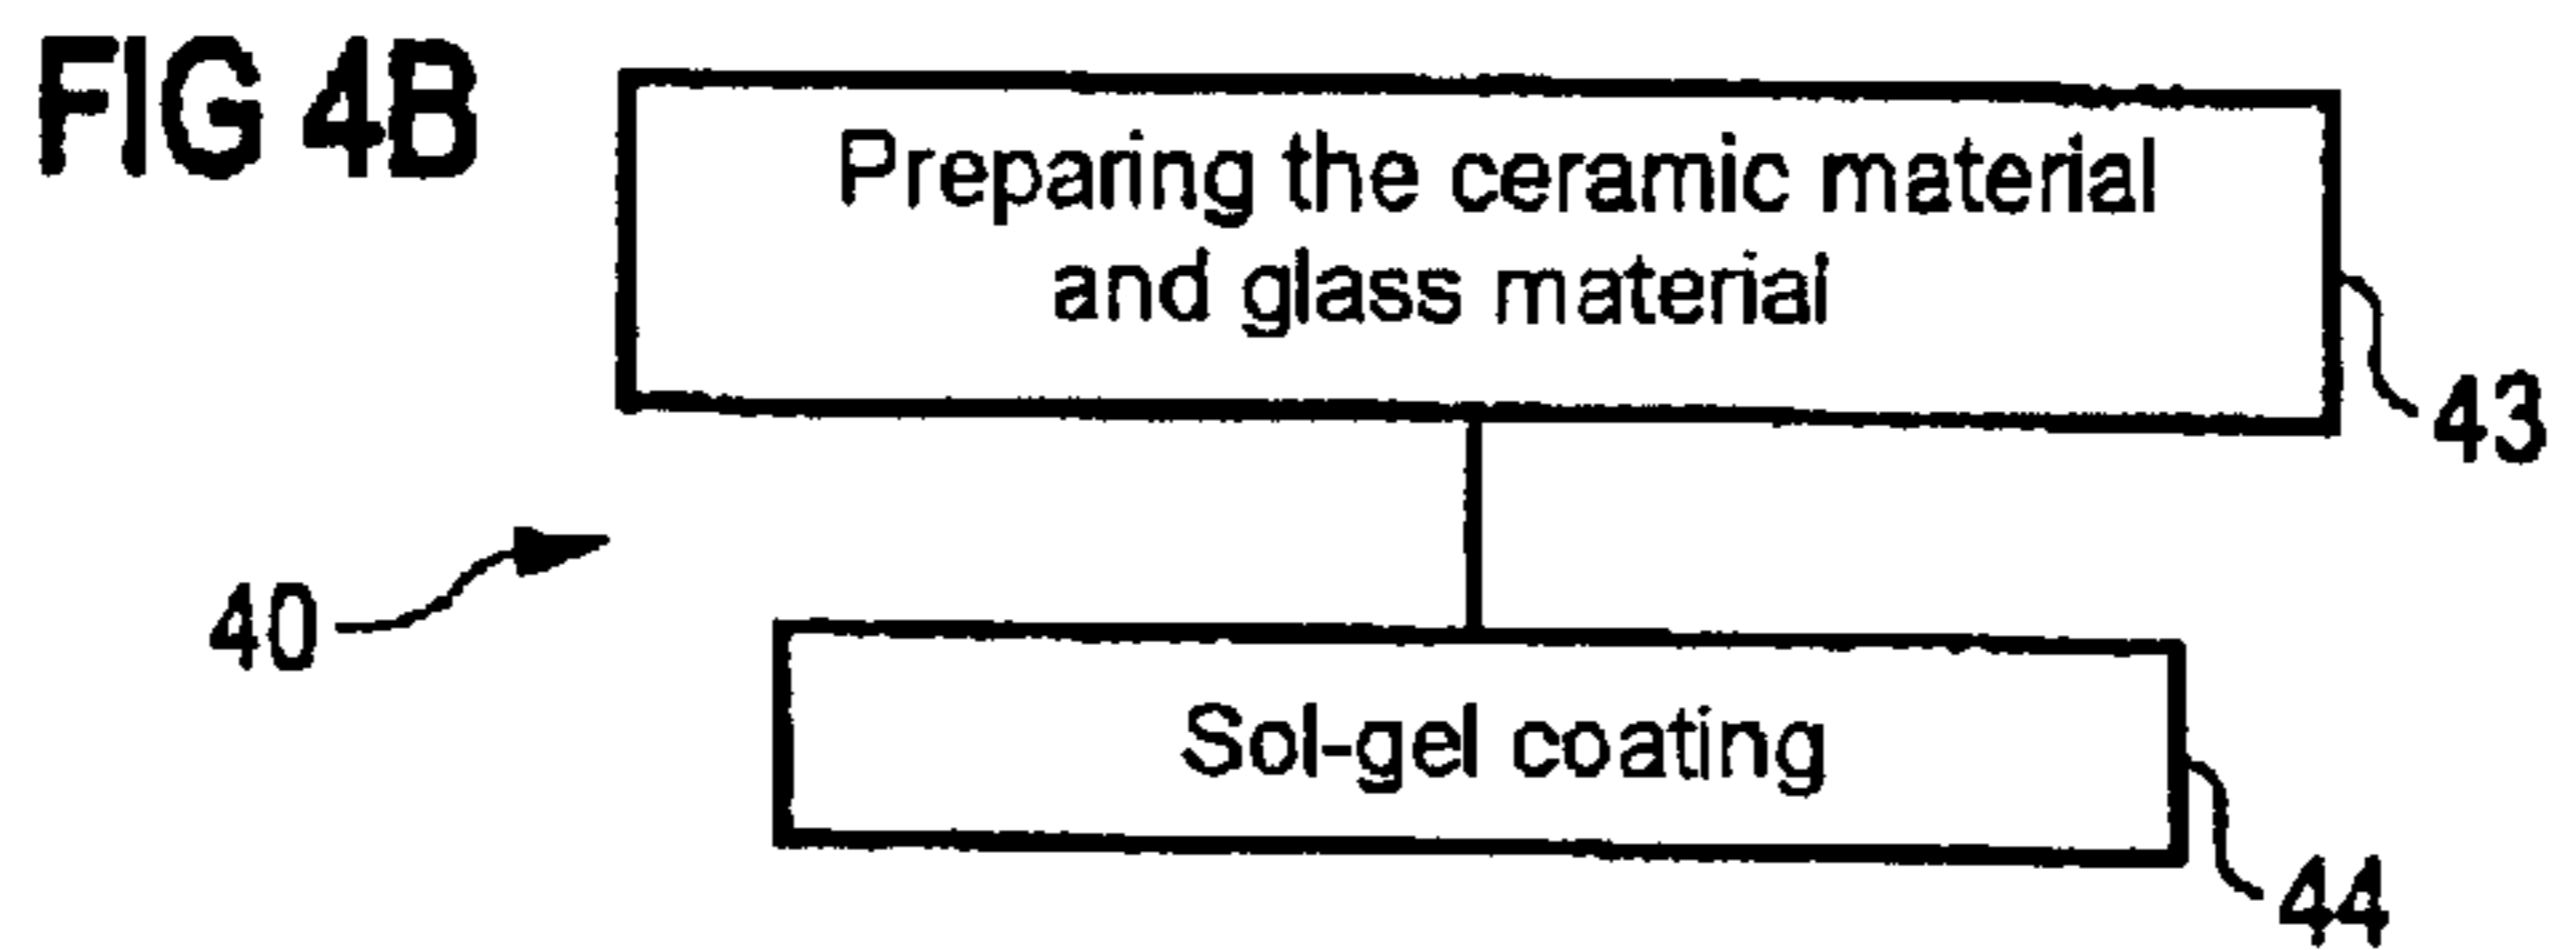 FIG 4B
Preparing the ceramic material
and glass material
43
40
Sol-gel coating
44